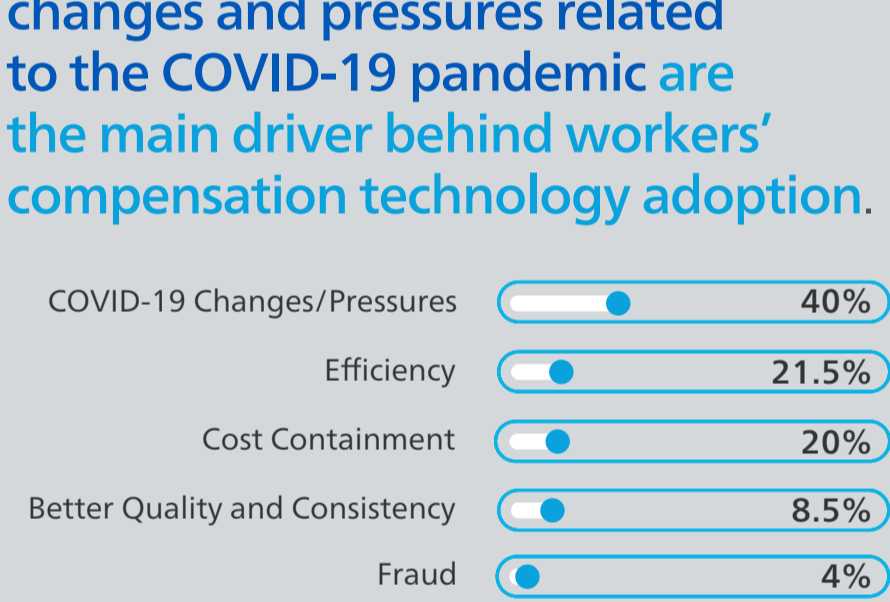 changes and pressures related
to the COVID-19 pandemic are
the main driver behind workers’
compensation technology adoption.
COVID-19 Changes/Pressures 40%
Efficiency 21.5%
Cost Containment 20%
Better Quality and Consistency 8.5%
Fraud 4%